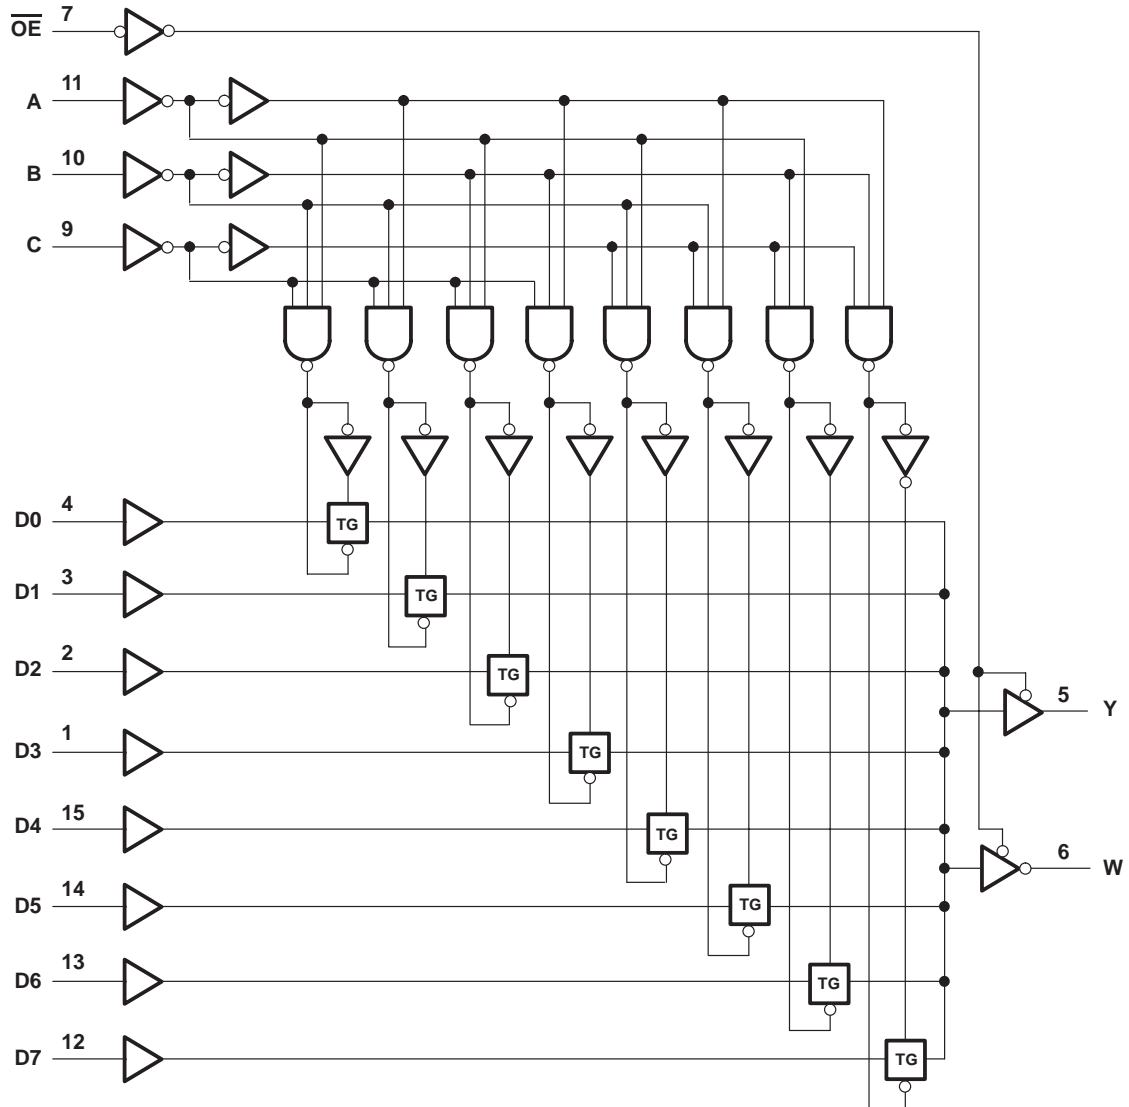 OE 7
A 11
B 10
C 9
D0 4 TG
D1 3 TG
D2 2 TG
5 Y
D3 1 TG
D4 15 TG
6 W
D5 14 TG
D6 13 TG
D7 12 TG